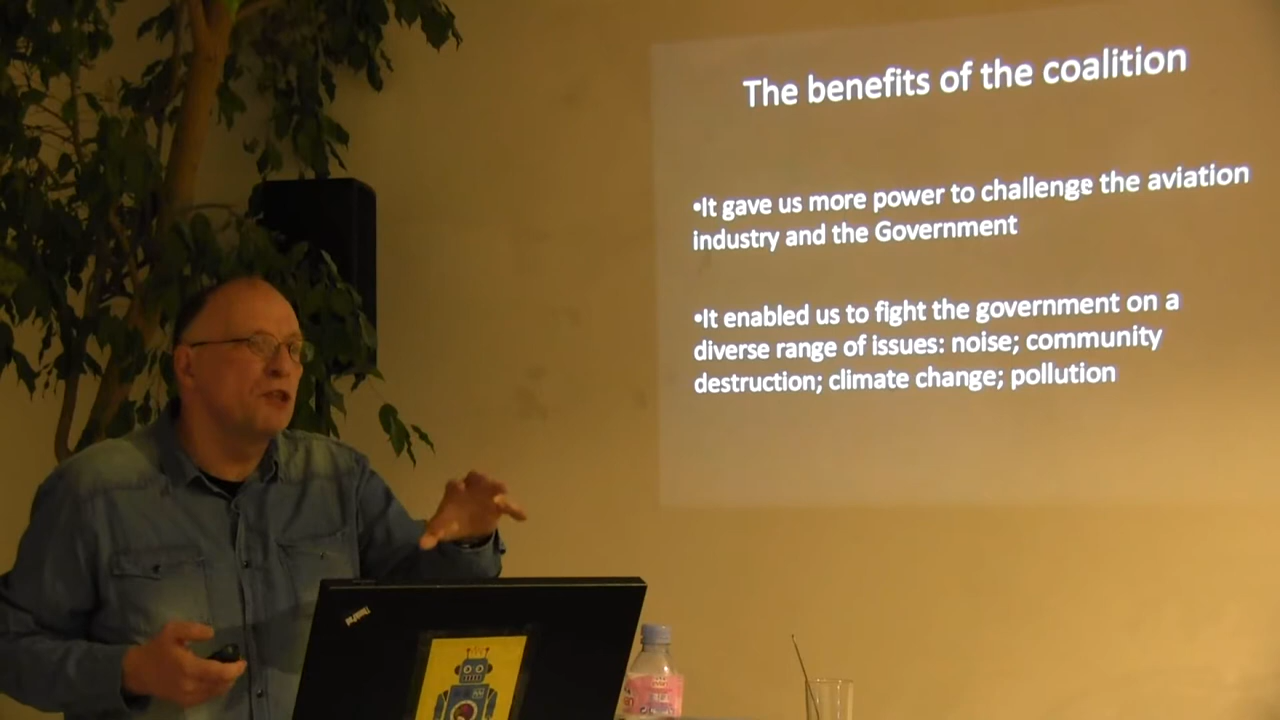 The benefits of the coalition
•It gave us more power to challenge the aviation
industry and the Government
•It enabled us to fight the government on a
diverse range of issues: noise; community
destruction; climate change; pollution
ThinkPad